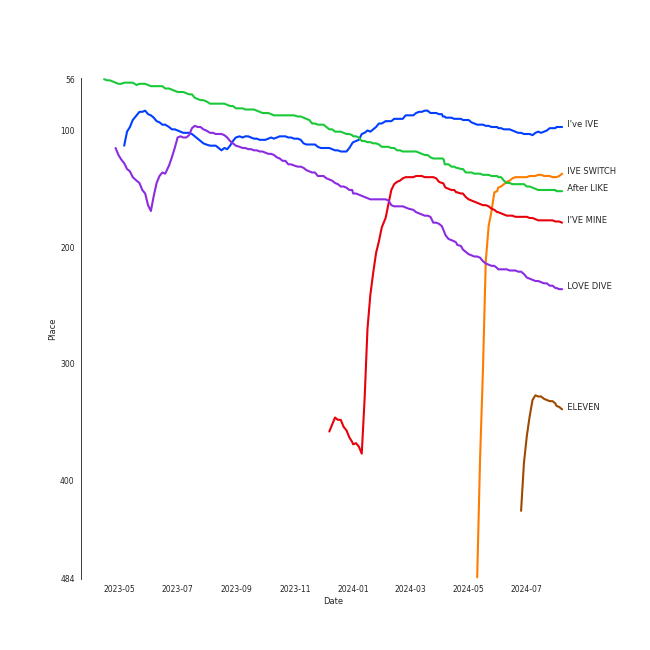 56
100
200
300
400
484
Place
2023-05
2023-07
2023-09
2023-11
2024-01
2024-03
2024-05
2024-07
Date
I've IVE
IVE SWITCH
After LIKE
I'VE MINE
LOVE DIVE
ELEVEN